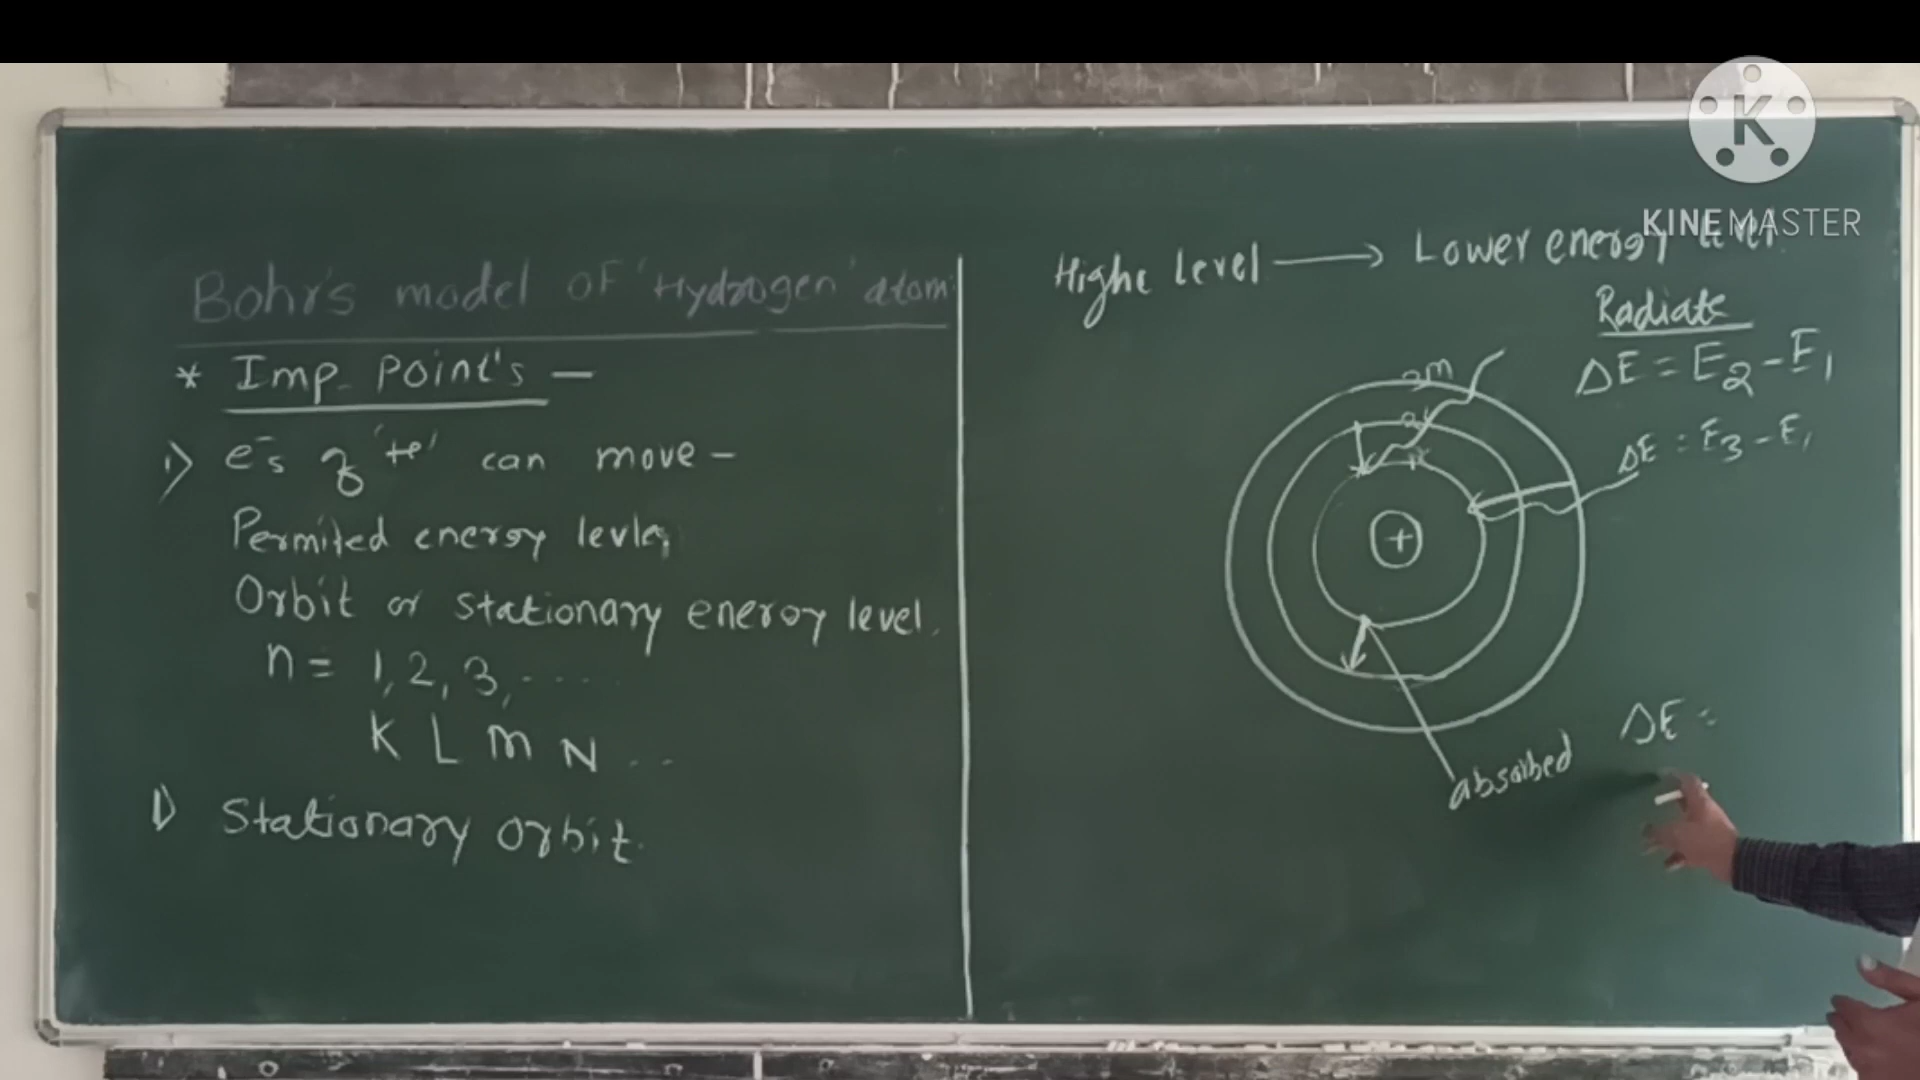 Bohr's model of 'Hydrogen' atom
* Imp. Point's —
1) e⁻s of 'H' can move —
Permited energy levle,
Orbit or stationary energy level.
n = 1, 2, 3, ....
K L M N ..
1) Stationary orbit.
Highe Level → Lower energy level
Radiate
ΔE = E2 - E1
ΔE = E3 - E1
3M
+
absorbed
ΔE =
K
KINEMASTER